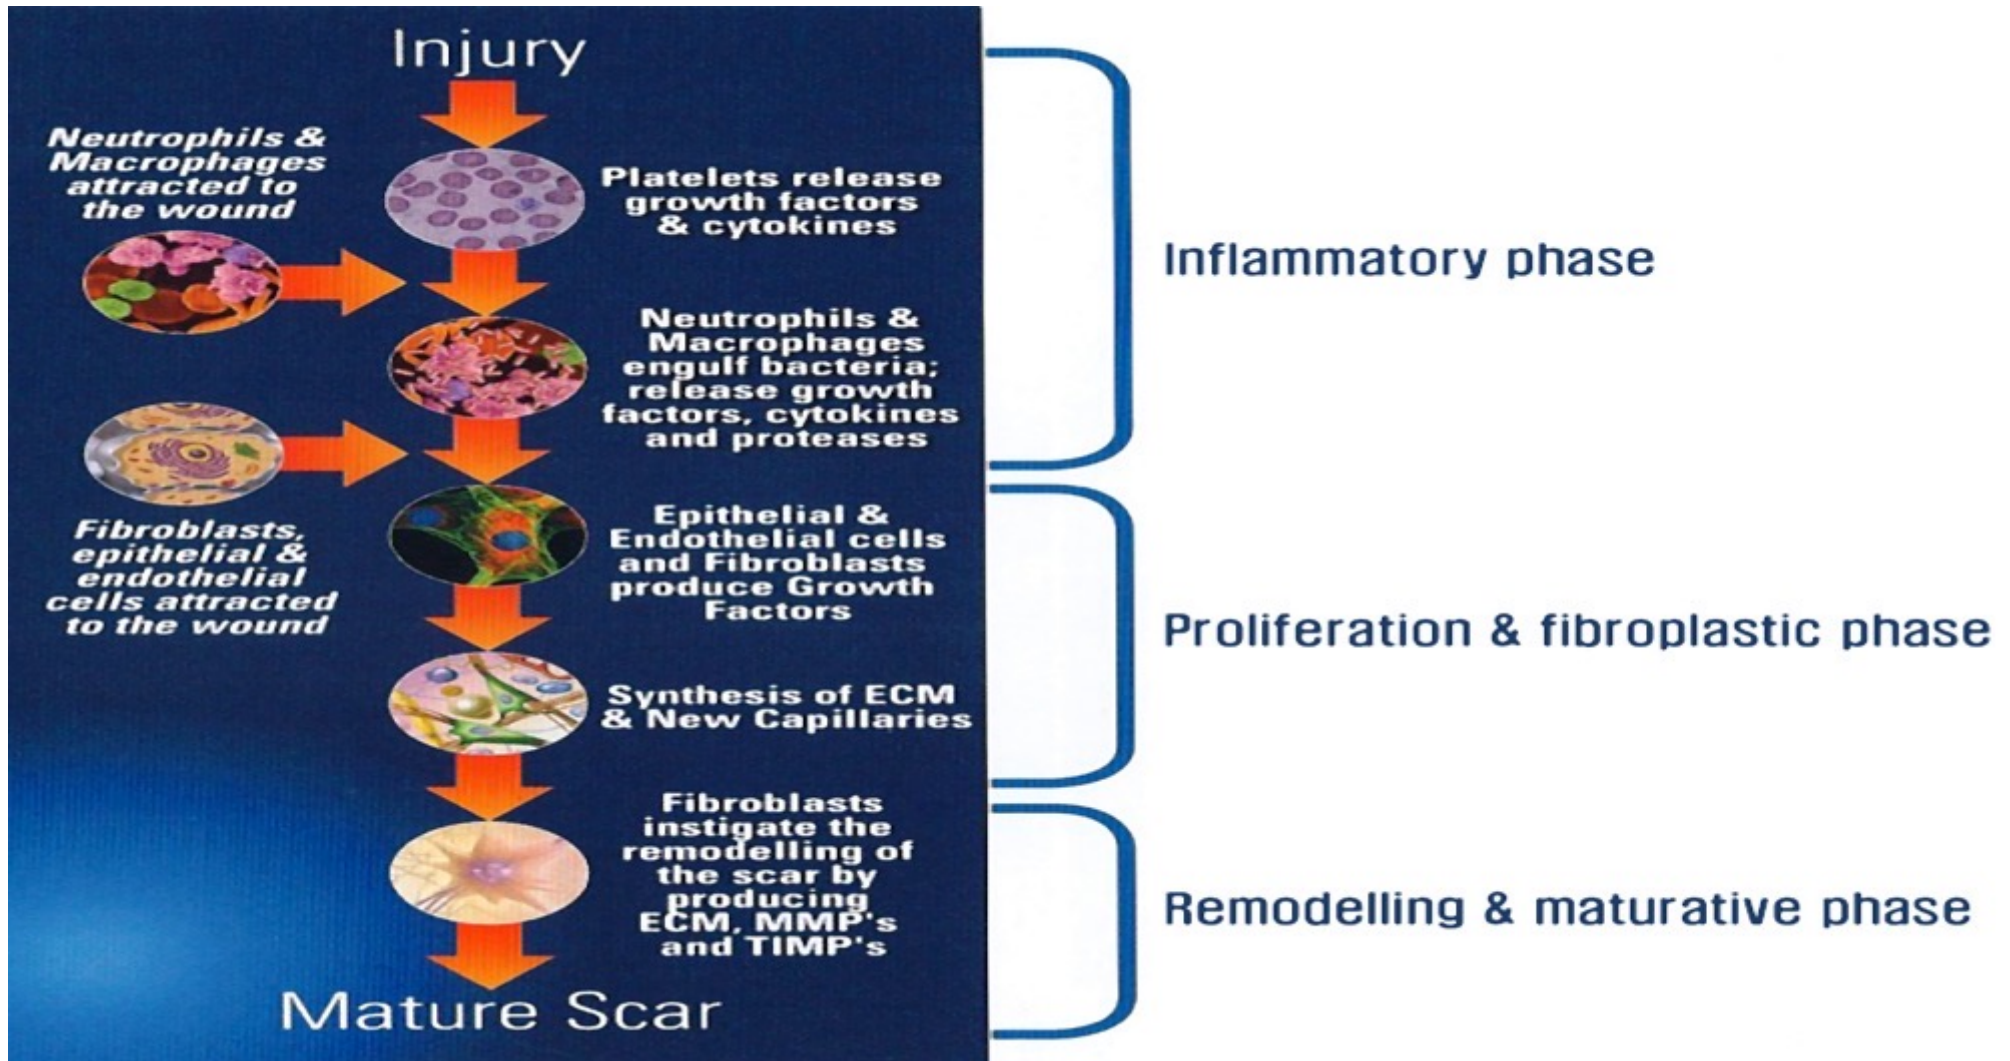 Injury
Neutrophils &
Macrophages
attracted to
the wound
Platelets release
growth factors
& cytokines
Inflammatory phase
Neutrophils &
Macrophages
engulf bacteria;
release growth
factors, cytokines
and proteases
Fibroblasts,
epithelial &
endothelial
cells attracted
to the wound
Epithelial &
Endothelial cells
and Fibroblasts
produce Growth
Factors
Proliferation & fibroplastic phase
Synthesis of ECM
& New Capillaries
Fibroblasts
instigate the
remodelling of
the scar by
producing
ECM, MMP's
and TIMP's
Remodelling & maturative phase
Mature Scar